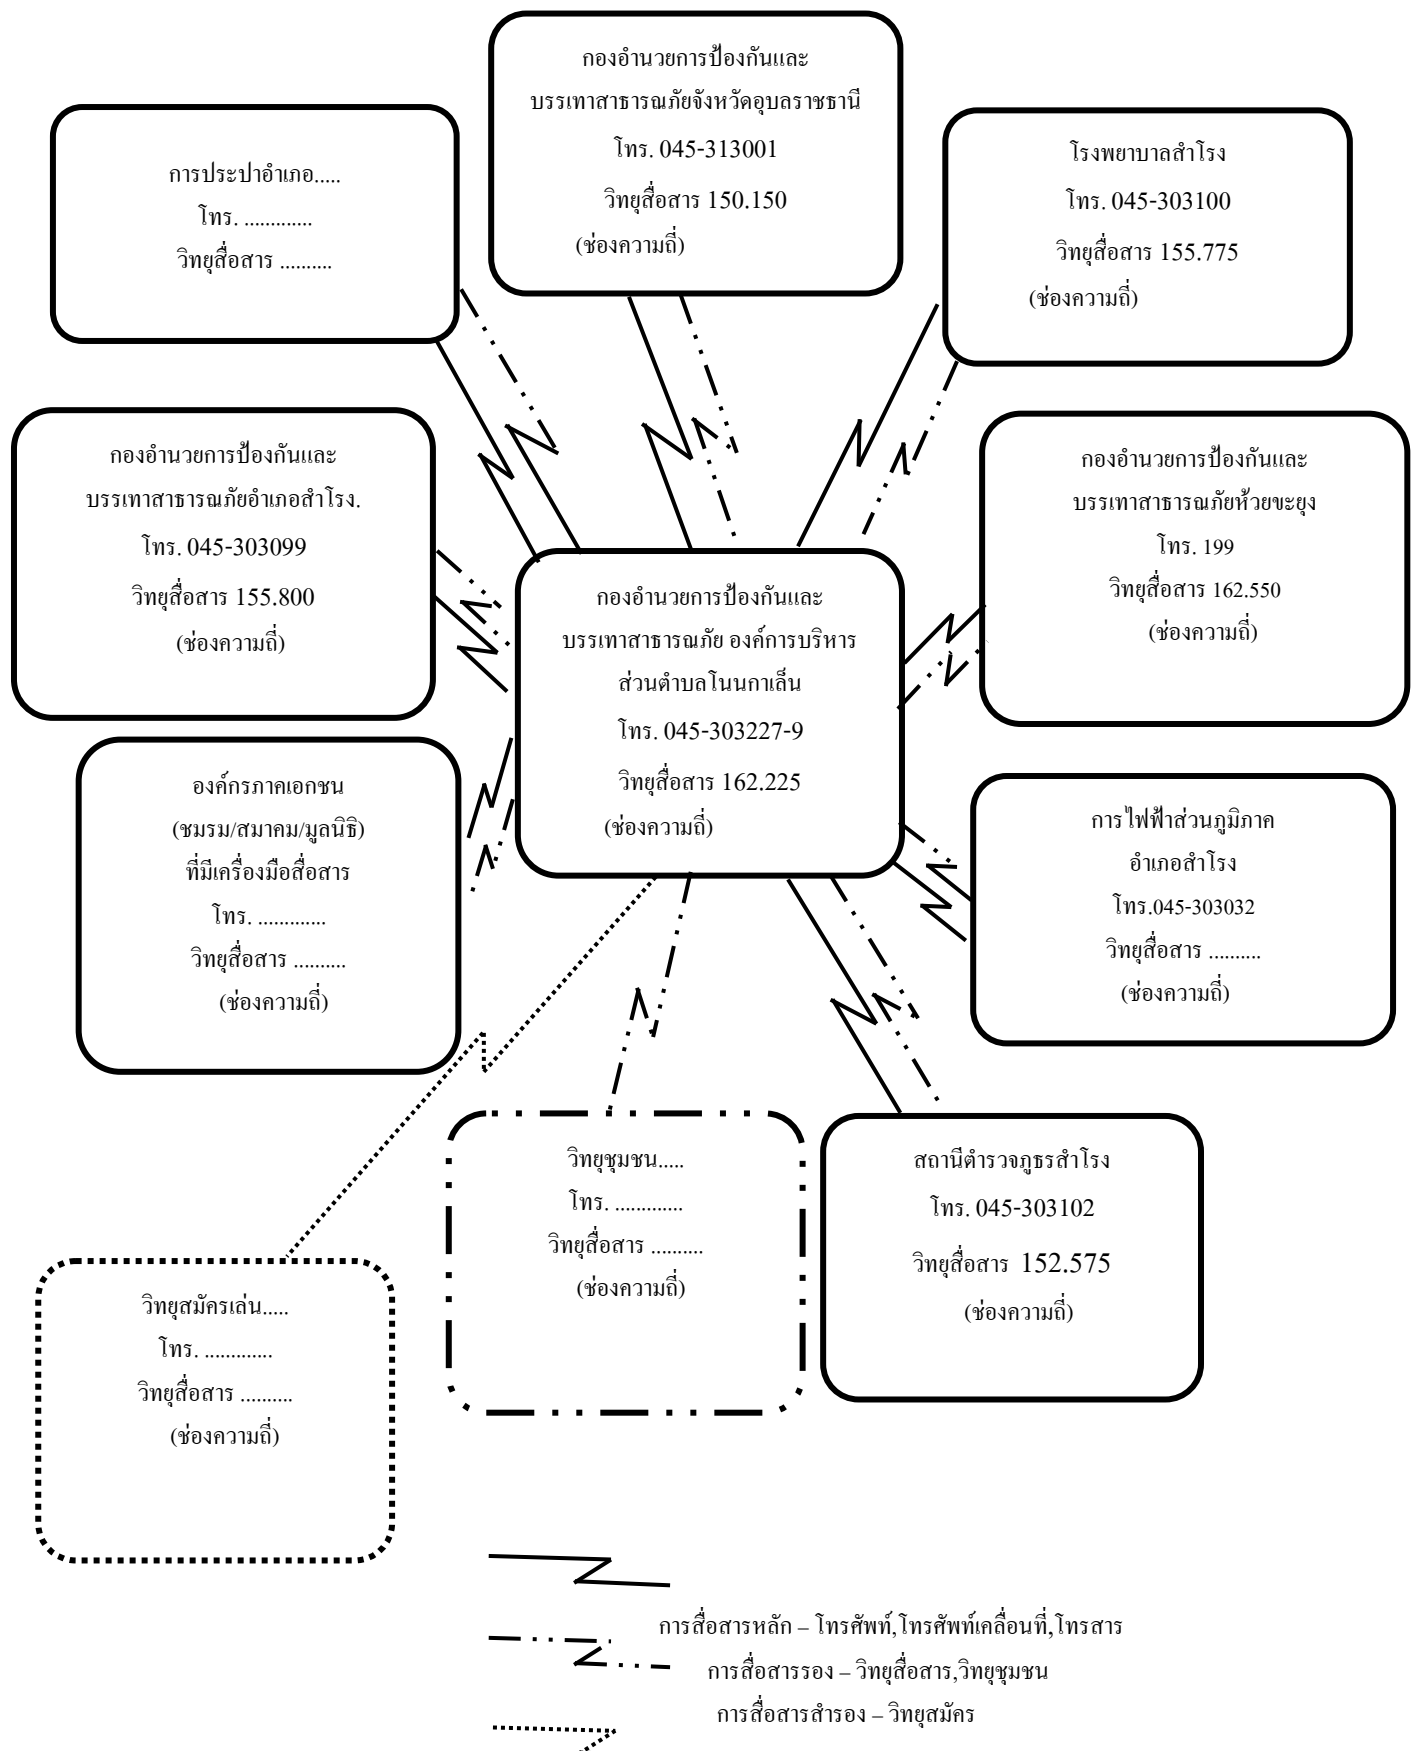 กองอำนวยการป้องกันและ
บรรเทาสาธารณภัยจังหวัดอุบลราชธานี
โทร. 045-313001
วิทยุสื่อสาร 150.150
(ช่องความถี่)
การประปาอำเภอ.....
โทร. .............
วิทยุสื่อสาร ..........
โรงพยาบาลสำโรง
โทร. 045-303100
วิทยุสื่อสาร 155.775
(ช่องความถี่)
กองอำนวยการป้องกันและ
บรรเทาสาธารณภัยอำเภอสำโรง.
โทร. 045-303099
วิทยุสื่อสาร 155.800
(ช่องความถี่)
กองอำนวยการป้องกันและ
บรรเทาสาธารณภัยห้วยขะยุง
โทร. 199
วิทยุสื่อสาร 162.550
(ช่องความถี่)
กองอำนวยการป้องกันและ
บรรเทาสาธารณภัย องค์การบริหาร
ส่วนตำบลโนนกาเล็น
โทร. 045-303227-9
วิทยุสื่อสาร 162.225
(ช่องความถี่)
องค์กรภาคเอกชน
(ชมรม/สมาคม/มูลนิธิ)
ที่มีเครื่องมือสื่อสาร
โทร. .............
วิทยุสื่อสาร ..........
(ช่องความถี่)
การไฟฟ้าส่วนภูมิภาค
อำเภอสำโรง
โทร.045-303032
วิทยุสื่อสาร ..........
(ช่องความถี่)
วิทยุชุมชน.....
โทร. .............
วิทยุสื่อสาร ..........
(ช่องความถี่)
สถานีตำรวจภูธรสำโรง
โทร. 045-303102
วิทยุสื่อสาร 152.575
(ช่องความถี่)
วิทยุสมัครเล่น.....
โทร. .............
วิทยุสื่อสาร ..........
(ช่องความถี่)
การสื่อสารหลัก – โทรศัพท์,โทรศัพท์เคลื่อนที่,โทรสาร
การสื่อสารรอง – วิทยุสื่อสาร,วิทยุชุมชน
การสื่อสารสำรอง – วิทยุสมัคร